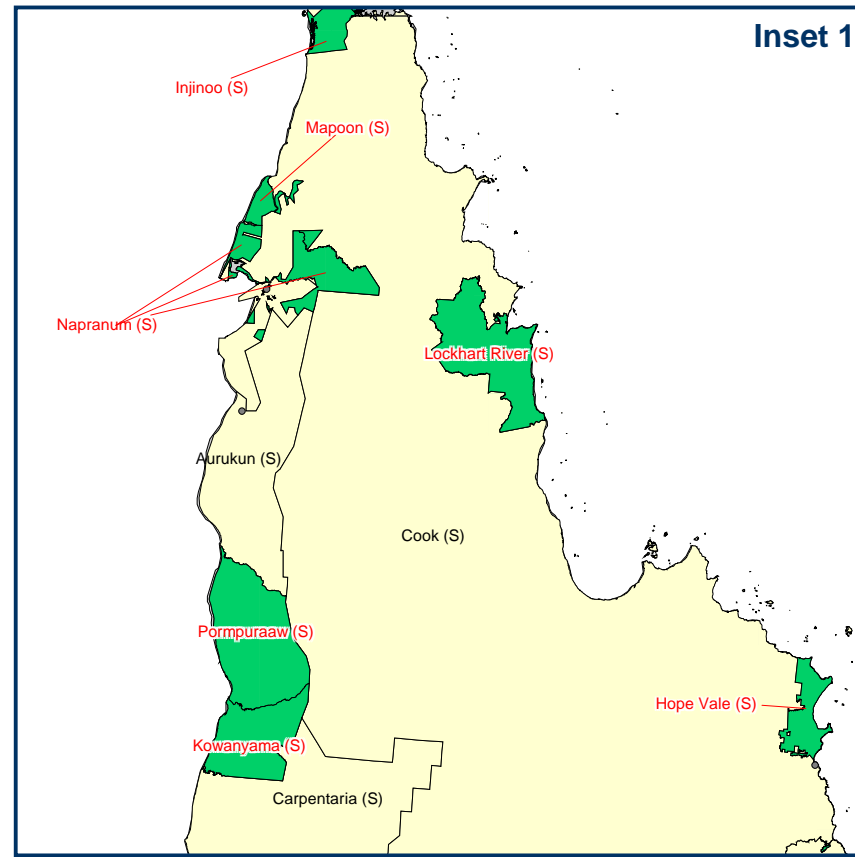 Inset 1
Injinoo (S)
Mapoon (S)
Napranum (S)
Lockhart River (S)
Aurukun (S)
Cook (S)
Pormpuraaw (S)
Hope Vale (S)
Kowanyama (S)
Carpentaria (S)